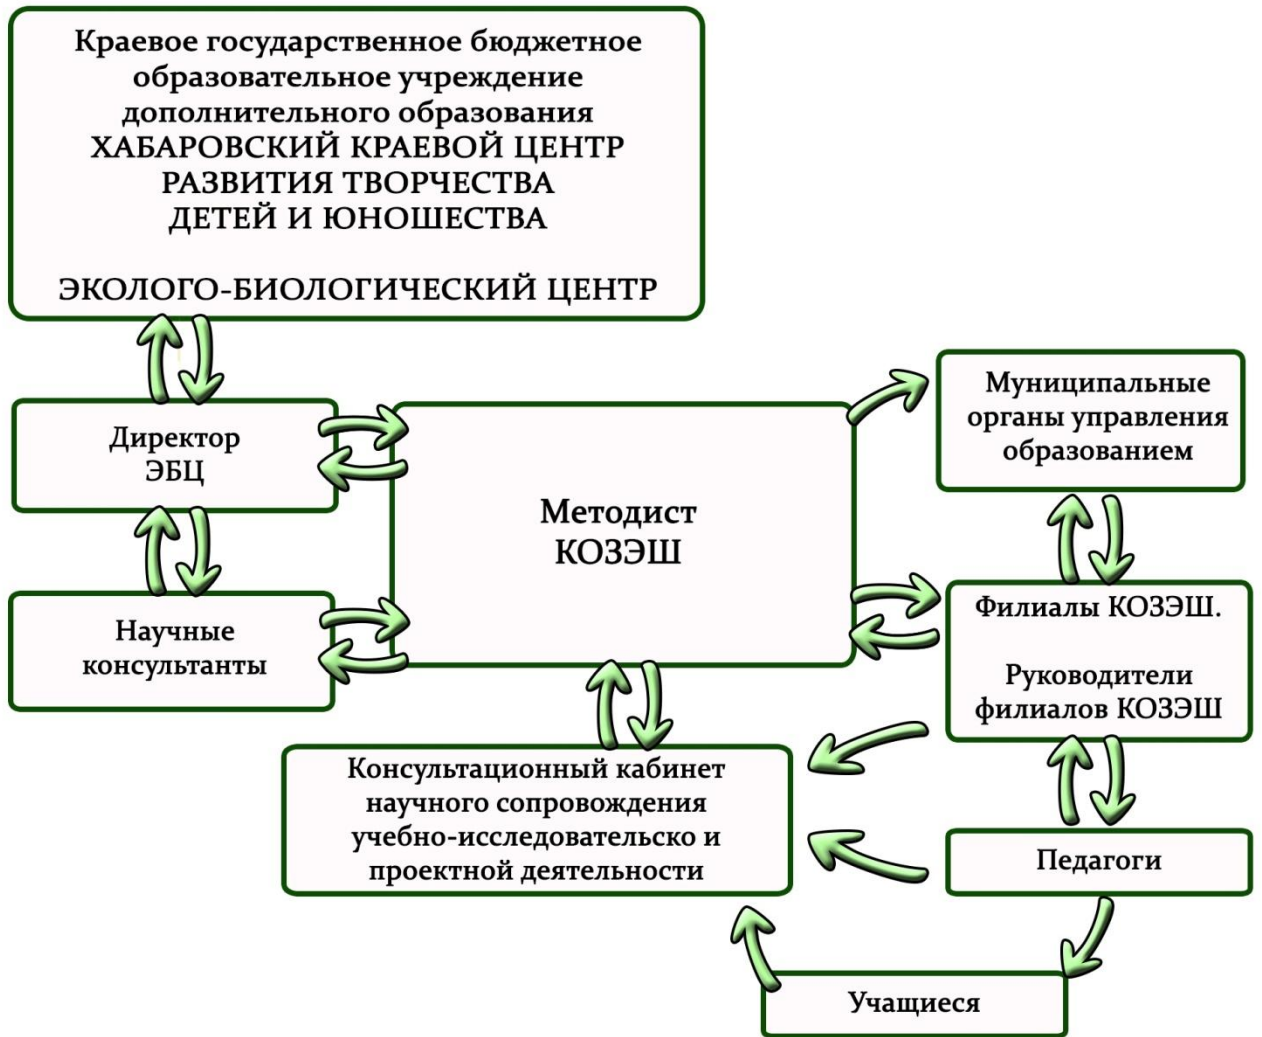 Краевое государственное бюджетное
образовательное учреждение
дополнительного образования
ХАБАРОВСКИЙ КРАЕВОЙ ЦЕНТР
РАЗВИТИЯ ТВОРЧЕСТВА
ДЕТЕЙ И ЮНОШЕСТВА
ЭКОЛОГО-БИОЛОГИЧЕСКИЙ ЦЕНТР
Директор
ЭБЦ
Научные
консультанты
Методист
КОЗЭШ
Муниципальные
органы управления
образованием
Филиалы КОЗЭШ.
Руководители
филиалов КОЗЭШ
Консультационный кабинет
научного сопровождения
учебно-исследовательско и
проектной деятельности
Педагоги
Учащиеся